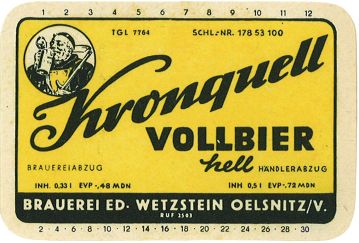 1 2 3 4 5 6 7 8 9 10 11 12
TGL 7764 SCHL.-NR. 178 53 100
Kronquell
VOLLBIER
hell
BRAUEREIABZUG HÄNDLERABZUG
INH. 0,33 l EVP -,48 MDN INH. 0,5 l EVP -,72 MDN
BRAUEREI ED. WETZSTEIN OELSNITZ/V.
RUF 2503
2 · 4 · 6 · 8 · 10 · 12 · 14 · 16 · 18 · 20 · 22 · 24 · 26 · 28 · 30